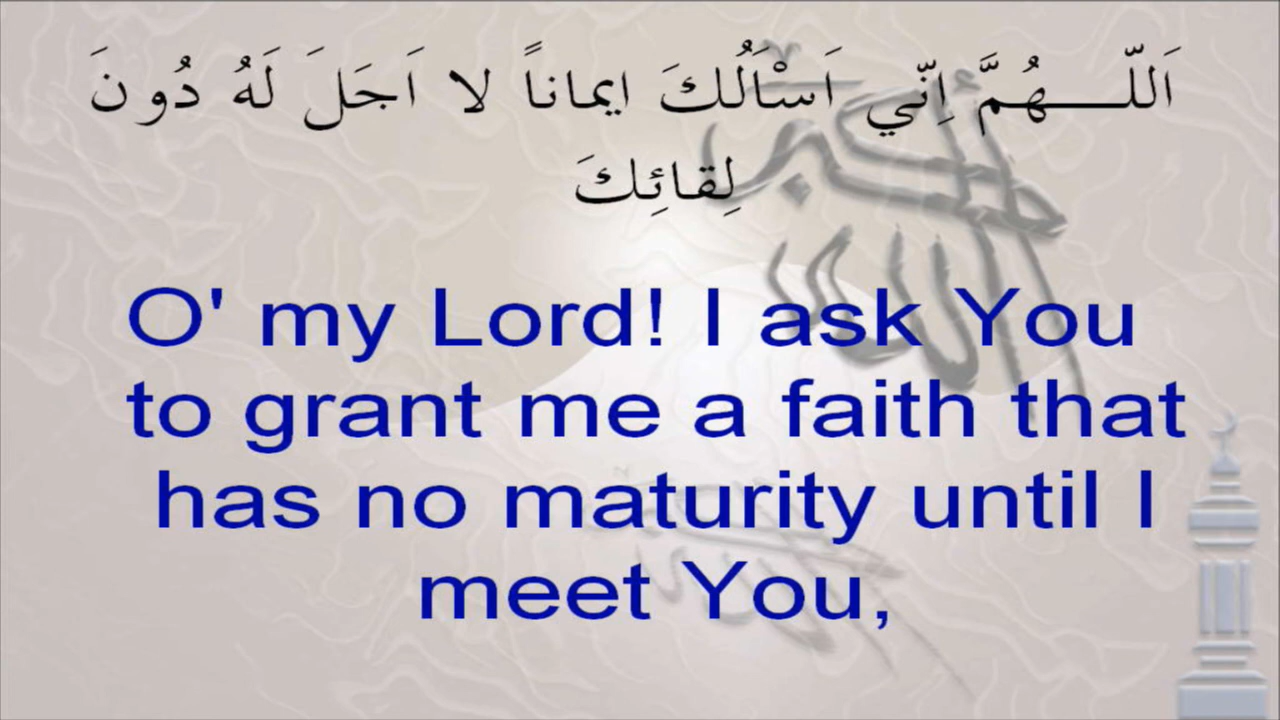 اَللّـــهُمَّ اِنّي اَسْاَلُكَ ايماناً لا اَجَلَ لَهُ دُونَ
لِقائِكَ
O' my Lord! I ask You
to grant me a faith that
has no maturity until I
meet You,